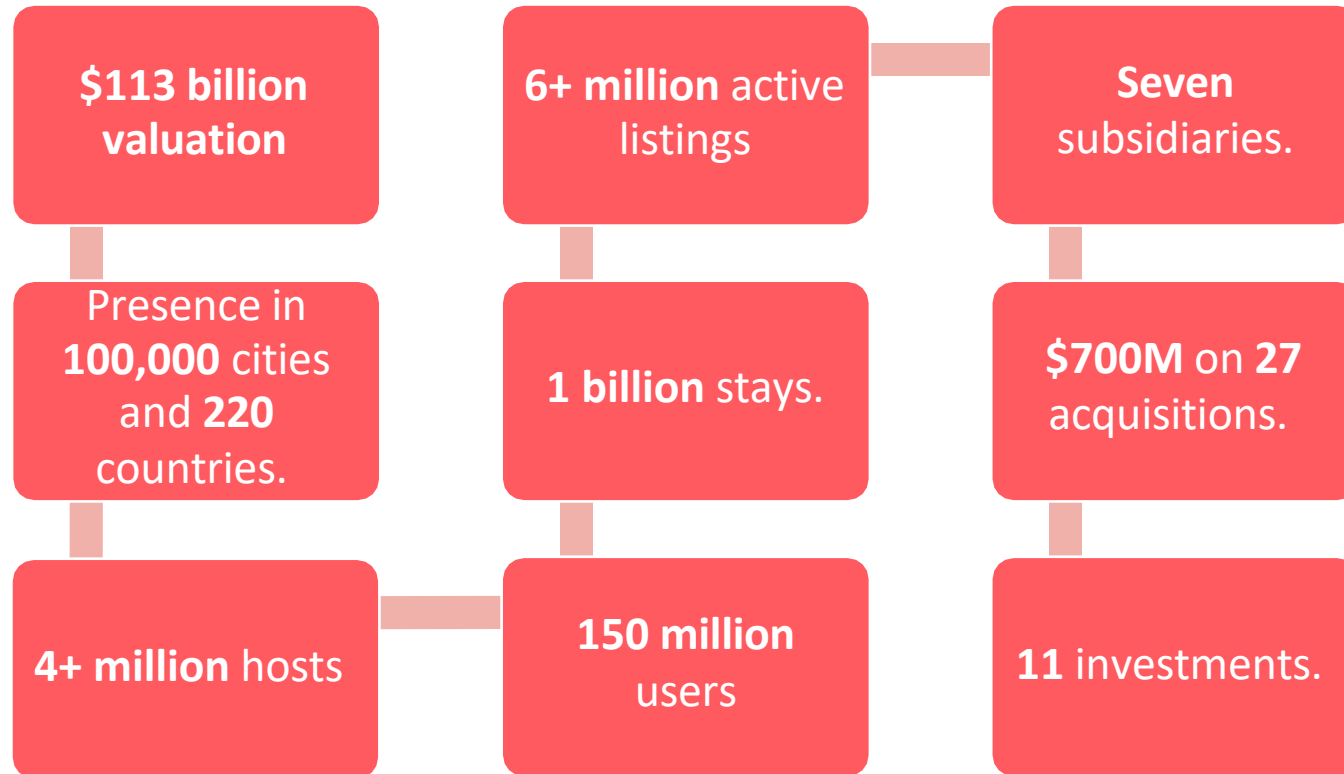 $113 billion
valuation
Presence in
100,000 cities
and 220
countries.
4+ million hosts
150 million
users
1 billion stays.
6+ million active
listings
Seven
subsidiaries.
$700M on 27
acquisitions.
11 investments.